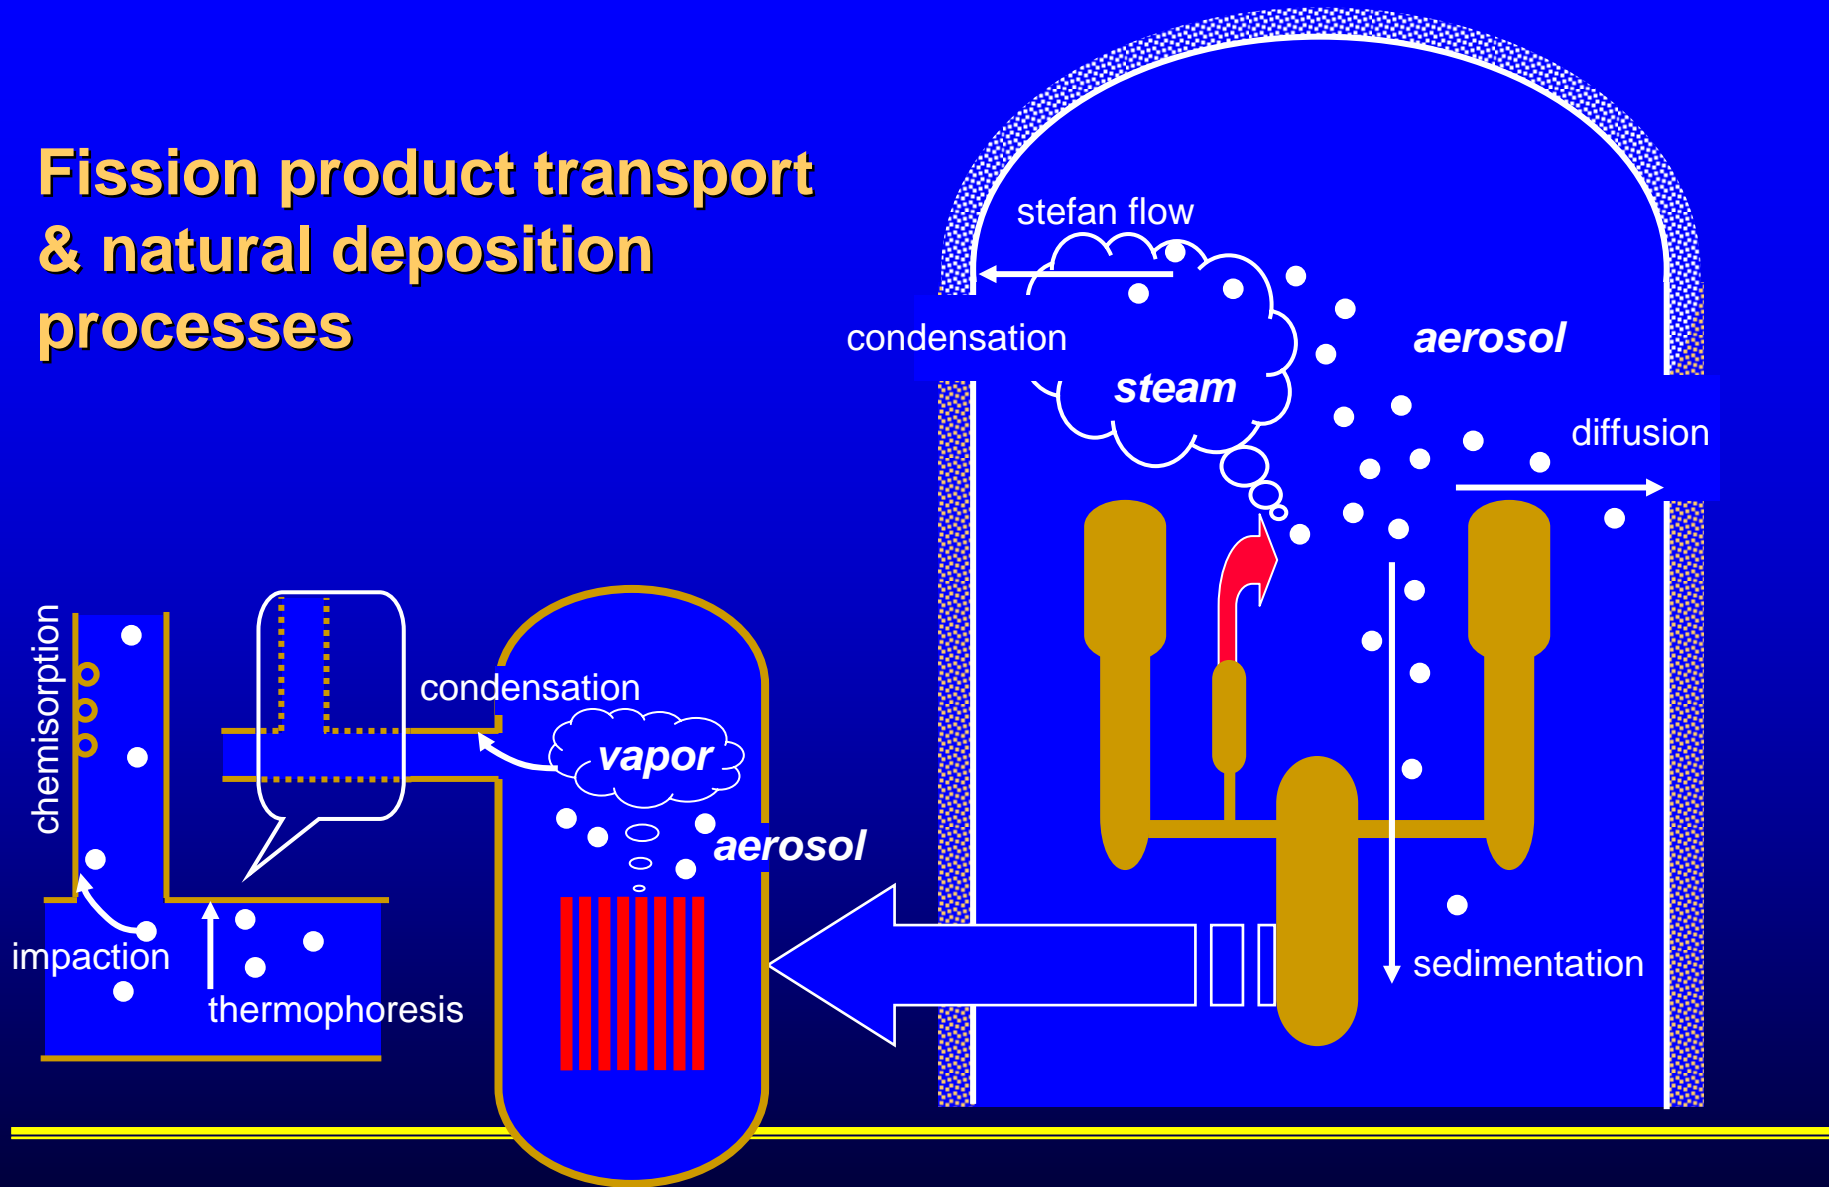 Fission product transport
& natural deposition
processes
stefan flow
condensation
aerosol
steam
diffusion
chemisorption
condensation
vapor
aerosol
impaction
thermophoresis
sedimentation